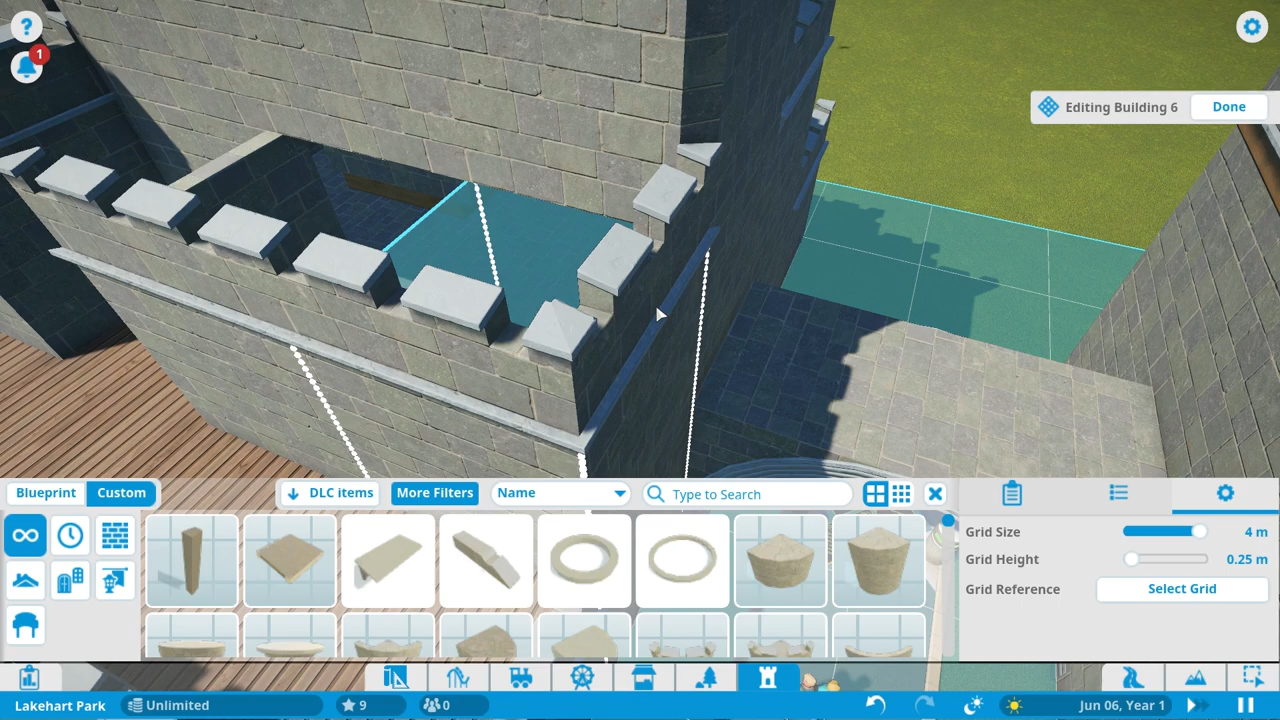 ?
1
Editing Building 6
Done
Blueprint
Custom
DLC items
More Filters
Name
Type to Search
Grid Size
4 m
Grid Height
0.25 m
Grid Reference
Select Grid
Lakehart Park
Unlimited
9
0
Jun 06, Year 1